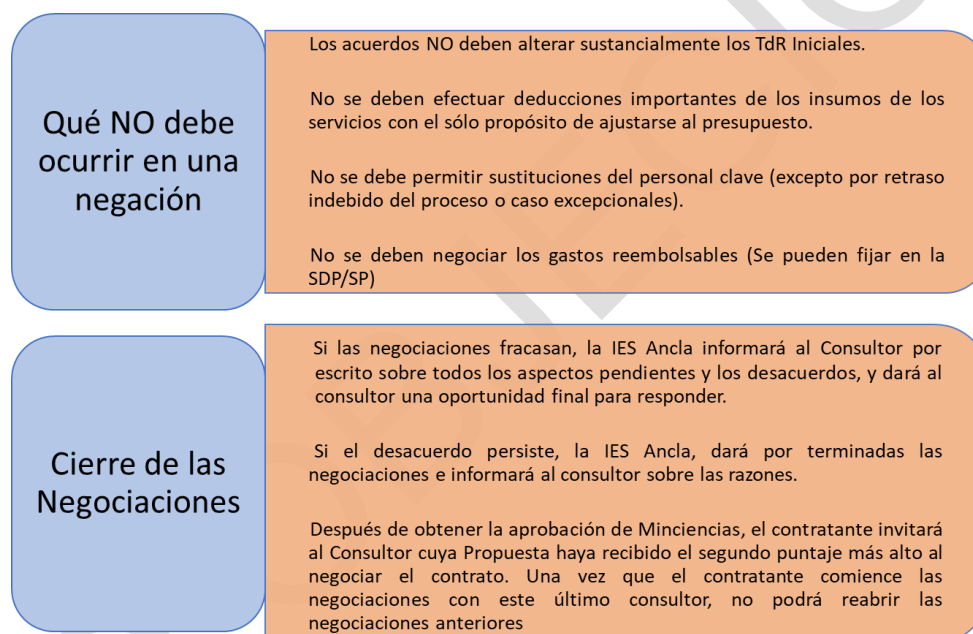 Qué NO debe
ocurrir en una
negación
Los acuerdos NO deben alterar sustancialmente los TdR Iniciales.
No se deben efectuar deducciones importantes de los insumos de los
servicios con el sólo propósito de ajustarse al presupuesto.
No se debe permitir sustituciones del personal clave (excepto por retraso
indebido del proceso o caso excepcionales).
No se deben negociar los gastos reembolsables (Se pueden fijar en la
SDP/SP)
Cierre de las
Negociaciones
Si las negociaciones fracasan, la IES Ancla informará al Consultor por
escrito sobre todos los aspectos pendientes y los desacuerdos, y dará al
consultor una oportunidad final para responder.
Si el desacuerdo persiste, la IES Ancla, dará por terminadas las
negociaciones e informará al consultor sobre las razones.
Después de obtener la aprobación de Minciencias, el contratante invitará
al Consultor cuya Propuesta haya recibido el segundo puntaje más alto al
negociar el contrato. Una vez que el contratante comience las
negociaciones con este último consultor, no podrá reabrir las
negociaciones anteriores